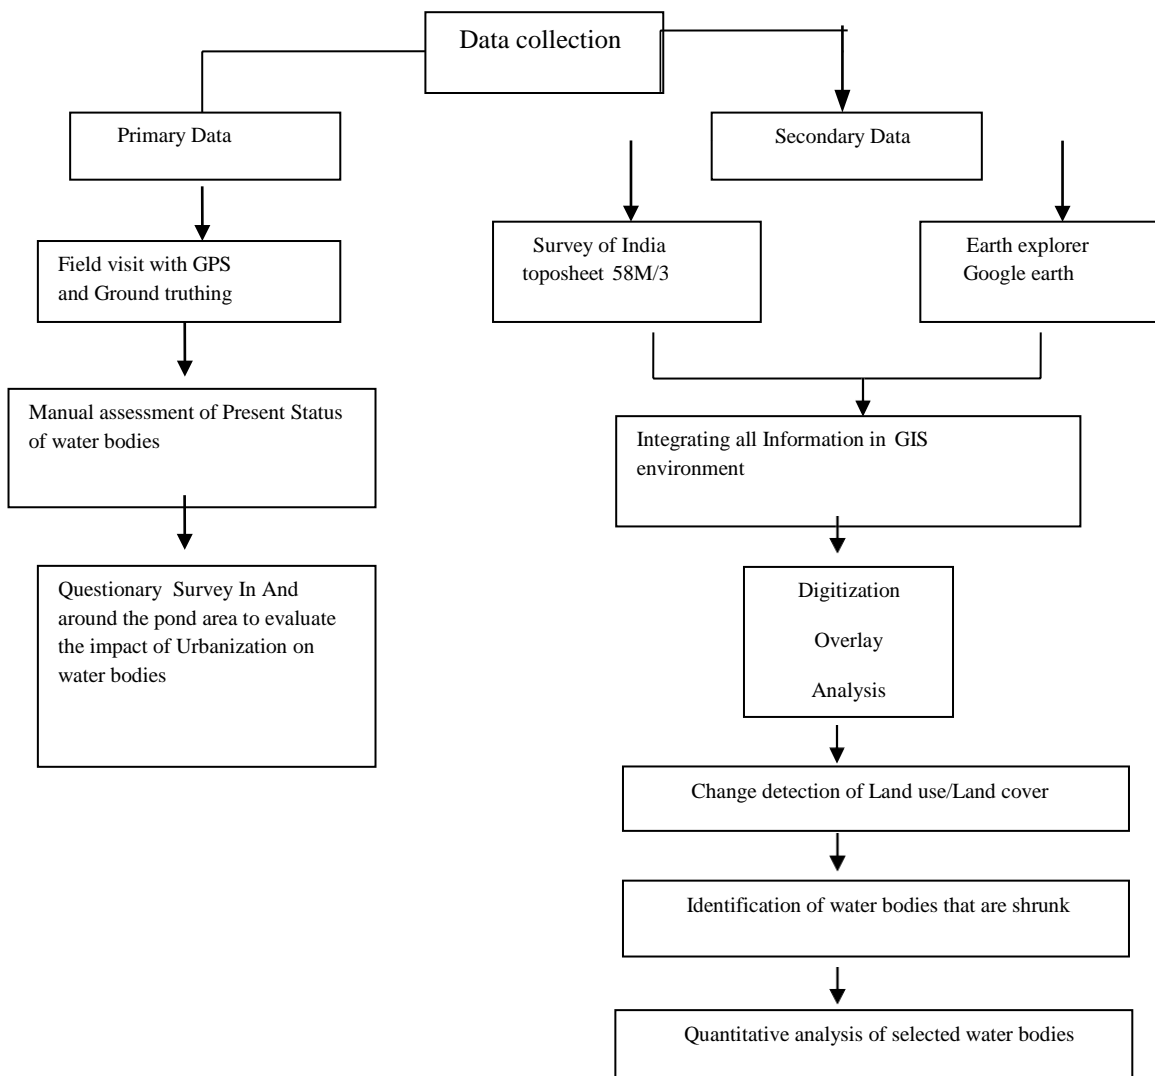 Data collection
Primary Data
Secondary Data
Field visit with GPS
and Ground truthing
Survey of India
toposheet 58M/3
Earth explorer
Google earth
Manual assessment of Present Status
of water bodies
Integrating all Information in GIS
environment
Questionary Survey In And
around the pond area to evaluate
the impact of Urbanization on
water bodies
Digitization
Overlay
Analysis
Change detection of Land use/Land cover
Identification of water bodies that are shrunk
Quantitative analysis of selected water bodies